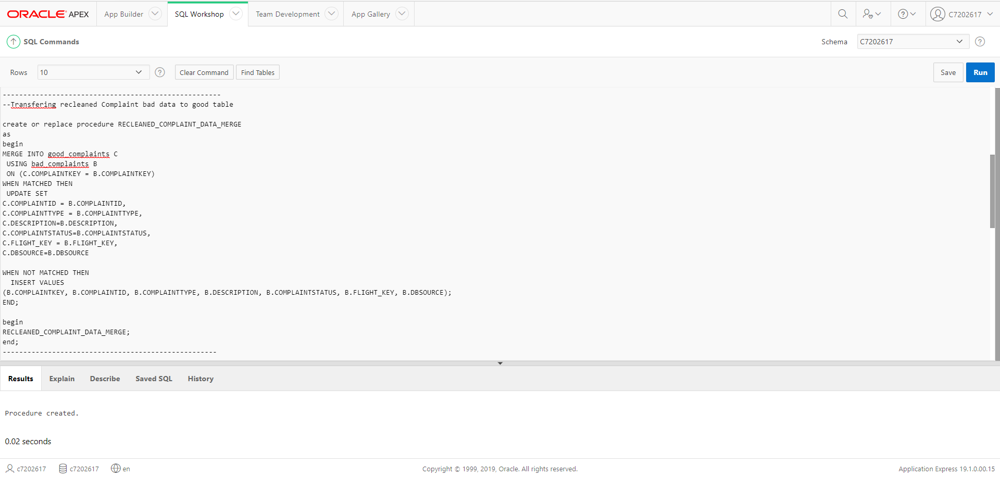 ORACLE APEX App Builder SQL Workshop Team Development App Gallery C7202617
SQL Commands Schema C7202617
Rows 10 Clear Command Find Tables Save Run
-----------------------------------------------------
--Transfering recleaned Complaint bad data to good table
create or replace procedure RECLEANED_COMPLAINT_DATA_MERGE
as
begin
MERGE INTO good_complaints C
USING bad_complaints B
ON (C.COMPLAINTKEY = B.COMPLAINTKEY)
WHEN MATCHED THEN
UPDATE SET
C.COMPLAINTID = B.COMPLAINTID,
C.COMPLAINTTYPE = B.COMPLAINTTYPE,
C.DESCRIPTION=B.DESCRIPTION,
C.COMPLAINTSTATUS=B.COMPLAINTSTATUS,
C.FLIGHT_KEY = B.FLIGHT_KEY,
C.DBSOURCE=B.DBSOURCE
WHEN NOT MATCHED THEN
INSERT VALUES
(B.COMPLAINTKEY, B.COMPLAINTID, B.COMPLAINTTYPE, B.DESCRIPTION, B.COMPLAINTSTATUS, B.FLIGHT_KEY, B.DBSOURCE);
END;
begin
RECLEANED_COMPLAINT_DATA_MERGE;
end;
----------------------------------------------------
Results Explain Describe Saved SQL History
Procedure created.
0.02 seconds
c7202617 c7202617 en Copyright © 1999, 2019, Oracle. All rights reserved. Application Express 19.1.0.00.15